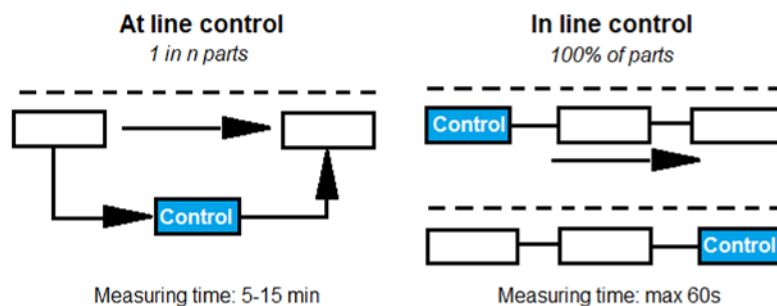 At line control
1 in n parts
Control
Measuring time: 5-15 min
In line control
100% of parts
Control
Control
Measuring time: max 60s